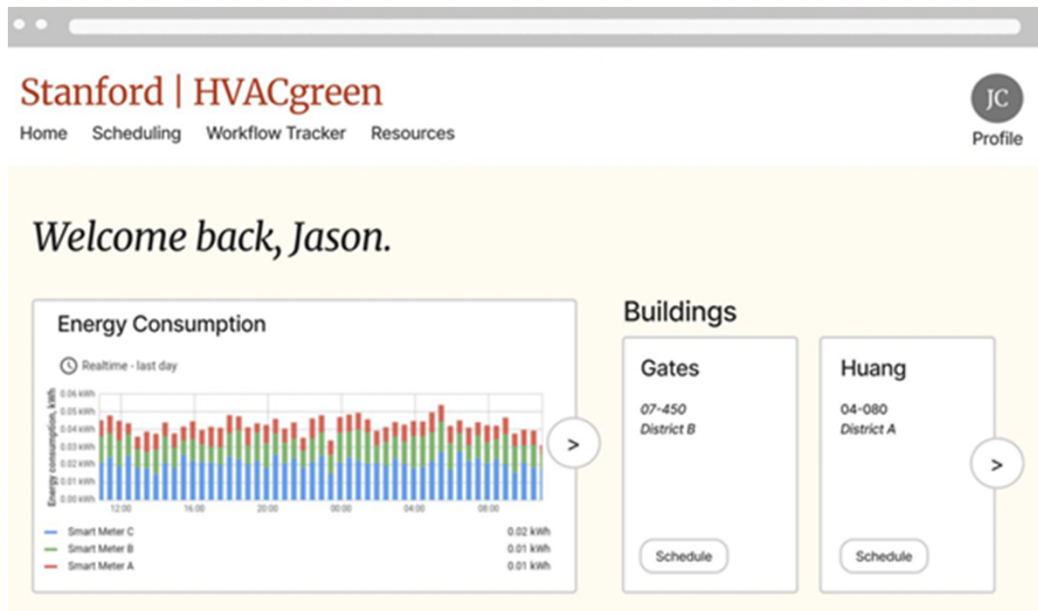 Stanford | HVACgreen
JC
Home Scheduling Workflow Tracker Resources
Profile
Welcome back, Jason.
Energy Consumption
Realtime - last day
Energy consumption, kWh
0.06 kWh
0.05 kWh
0.04 kWh
0.03 kWh
0.02 kWh
0.01 kWh
0.00 kWh
12:00 16:00 20:00 00:00 04:00 08:00
Smart Meter C 0.02 kWh
Smart Meter B 0.01 kWh
Smart Meter A 0.01 kWh
>
Buildings
Gates
07-450
District B
Schedule
Huang
04-080
District A
Schedule
>